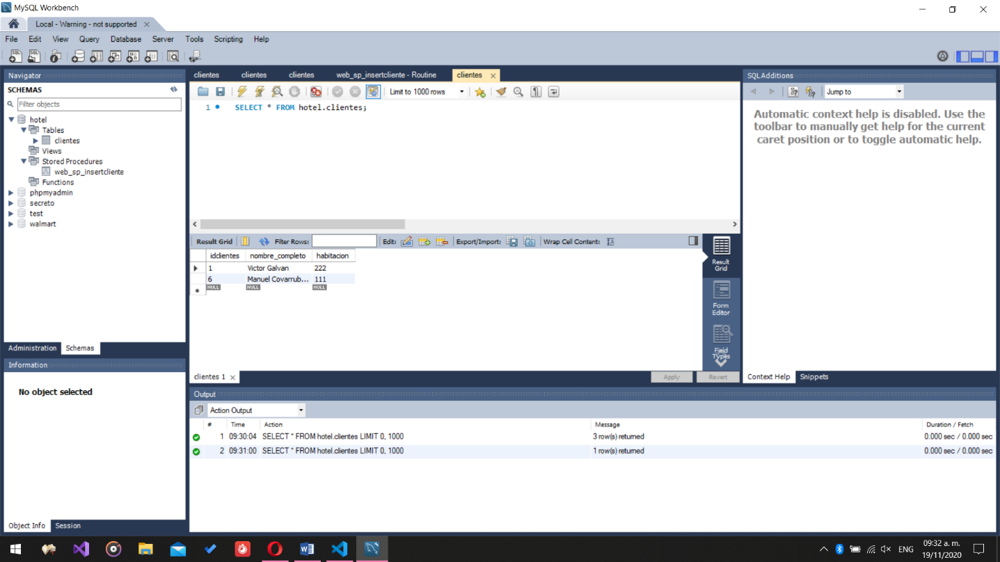 MySQL Workbench
Local - Warning - not supported
File Edit View Query Database Server Tools Scripting Help
Navigator
SCHEMAS
Filter objects
hotel
Tables
clientes
Views
Stored Procedures
web_sp_insertcliente
Functions
phpmyadmin
secreto
test
walmart
Administration Schemas
Information
No object selected
Object Info Session
clientes clientes clientes web_sp_insertcliente - Routine clientes
Limit to 1000 rows
1 SELECT * FROM hotel.clientes;
Result Grid Filter Rows: Edit: Export/Import: Wrap Cell Content:
idclientes nombre_completo habitacion
1 Victor Galvan 222
6 Manuel Covarrub... 111
NULL NULL NULL
Result
Grid
Form
Editor
Field
Types
clientes 1 Apply Revert
SQLAdditions
Jump to
Automatic context help is disabled. Use the
toolbar to manually get help for the current
caret position or to toggle automatic help.
Context Help Snippets
Output
Action Output
# Time Action Message Duration / Fetch
1 09:30:04 SELECT * FROM hotel.clientes LIMIT 0, 1000 3 row(s) returned 0.000 sec / 0.000 sec
2 09:31:00 SELECT * FROM hotel.clientes LIMIT 0, 1000 1 row(s) returned 0.000 sec / 0.000 sec
ENG
09:32 a. m.
19/11/2020